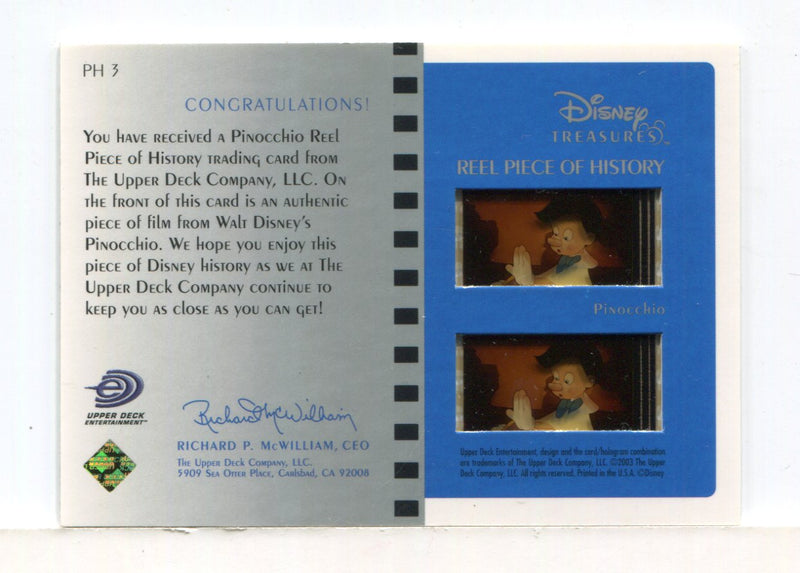 PH 3
CONGRATULATIONS!
YOU HAVE RECEIVED A PINOCCHIO REEL
PIECE OF HISTORY TRADING CARD FROM
THE UPPER DECK COMPANY, LLC. ON
THE FRONT OF THIS CARD IS AN AUTHENTIC
PIECE OF FILM FROM WALT DISNEY'S
PINOCCHIO. WE HOPE YOU ENJOY THIS
PIECE OF DISNEY HISTORY AS WE AT THE
UPPER DECK COMPANY CONTINUE TO
KEEP YOU AS CLOSE AS YOU CAN GET!
UPPER DECK
ENTERTAINMENT™
Richard McWilliam
RICHARD P. MCWILLIAM, CEO
THE UPPER DECK COMPANY, LLC.
5909 SEA OTTER PLACE, CARLSBAD, CA 92008
Disney
TREASURES™
REEL PIECE OF HISTORY
Pinocchio
Upper Deck Entertainment, design and the card/hologram combination
are trademarks of The Upper Deck Company, LLC. ©2003 The Upper
Deck Company, LLC. All rights reserved. Printed in the U.S.A. ©Disney